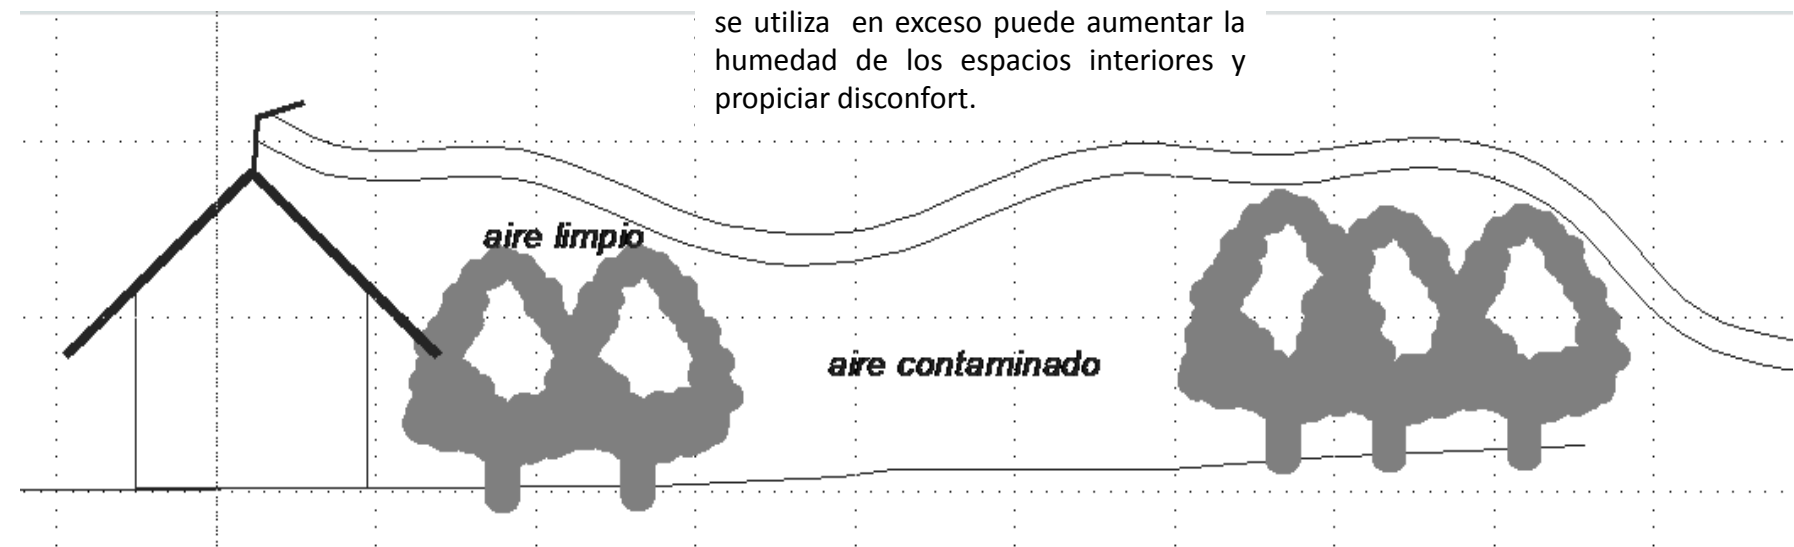 se utiliza en exceso puede aumentar la
humedad de los espacios interiores y
propiciar disconfort.
aire limpio
aire contaminado